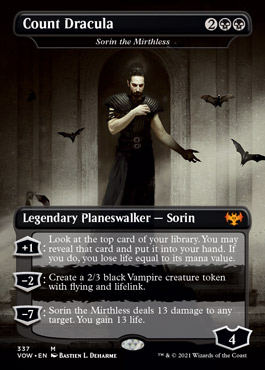 Count Dracula 2
Sorin the Mirthless
Legendary Planeswalker — Sorin
+1: Look at the top card of your library. You may
reveal that card and put it into your hand. If
you do, you lose life equal to its mana value.
−2: Create a 2/3 black Vampire creature token
with flying and lifelink.
−7: Sorin the Mirthless deals 13 damage to any
target. You gain 13 life.
4
337 M
VOW • EN Bastien L. Deharme
™ & © 2021 Wizards of the Coast